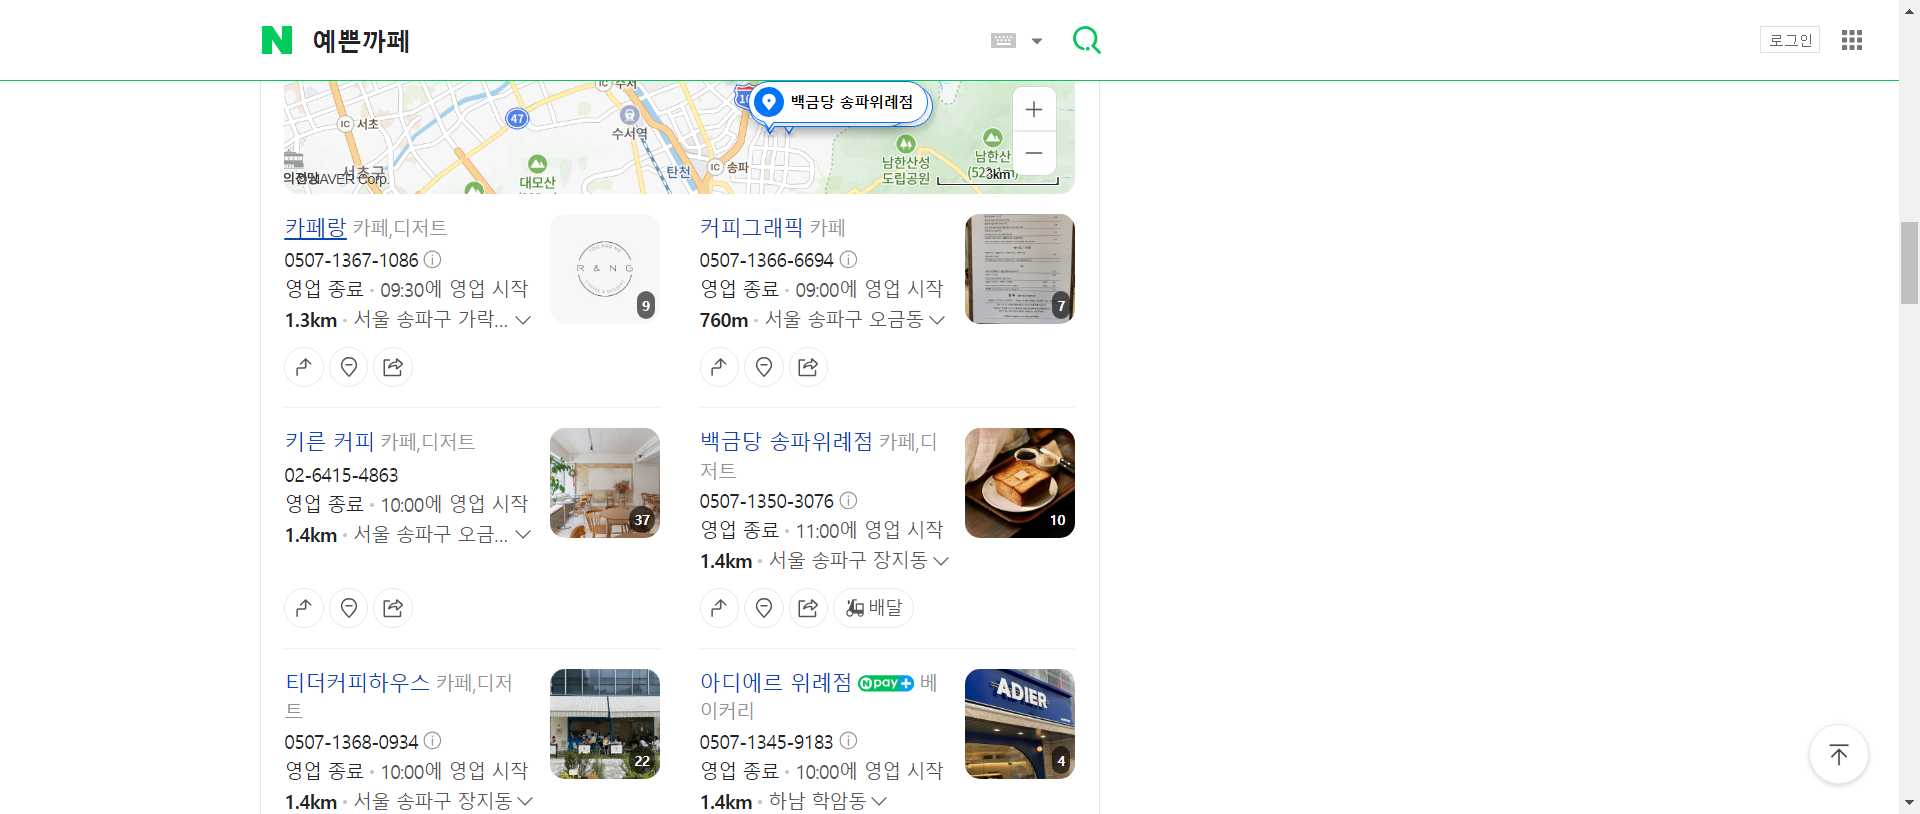 N 예쁜까페
로그인
IC 수서
백금당 송파위례점
IC 서초
47
수서역
IC 송파
탄천
대모산
남한산성
도립공원
남한산
서초구
NAVER Corp.
3km
카페랑 카페,디저트
0507-1367-1086
영업 종료 · 09:30에 영업 시작
1.3km · 서울 송파구 가락...
R & N G
9
커피그래픽 카페
0507-1366-6694
영업 종료 · 09:00에 영업 시작
760m · 서울 송파구 오금동
7
키른 커피 카페,디저트
02-6415-4863
영업 종료 · 10:00에 영업 시작
1.4km · 서울 송파구 오금...
37
백금당 송파위례점 카페,디
저트
0507-1350-3076
영업 종료 · 11:00에 영업 시작
1.4km · 서울 송파구 장지동
10
배달
티더커피하우스 카페,디저
트
0507-1368-0934
영업 종료 · 10:00에 영업 시작
1.4km · 서울 송파구 장지동
22
아디에르 위례점 N pay+ 베
이커리
0507-1345-9183
영업 종료 · 10:00에 영업 시작
1.4km · 하남 학암동
ADIER
4